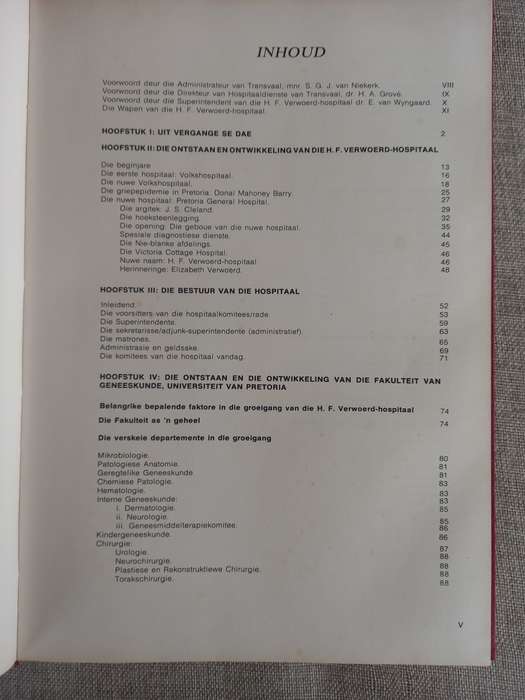 INHOUD
Voorwoord deur die Administrateur van Transvaal, mnr. S. G. J. van Niekerk. VIII
Voorwoord deur die Direkteur van Hospitaaldienste van Transvaal, dr. H. A. Grové. IX
Voorwoord deur die Superintendent van die H. F. Verwoerd-hospitaal dr. E. van Wyngaard. X
Die Wapen van die H. F. Verwoerd-hospitaal. XI
HOOFSTUK I: UIT VERGANGE SE DAE 2
HOOFSTUK II: DIE ONTSTAAN EN ONTWIKKELING VAN DIE H. F. VERWOERD-HOSPITAAL
Die beginjare 13
Die eerste hospitaal: Volkshospitaal. 16
Die nuwe Volkshospitaal. 18
Die griepepidemie in Pretoria: Donal Mahoney Barry. 25
Die nuwe hospitaal: Pretoria General Hospital. 27
Die argitek: J. S. Cleland. 29
Die hoeksteenlegging. 32
Die opening: Die geboue van die nuwe hospitaal. 35
Spesiale diagnostiese dienste. 44
Die Nie-blanke afdelings. 45
Die Victoria Cottage Hospital. 46
Nuwe naam: H. F. Verwoerd-hospitaal 46
Herinneringe: Elizabeth Verwoerd. 48
HOOFSTUK III: DIE BESTUUR VAN DIE HOSPITAAL
Inleidend. 52
Die voorsitters van die hospitaalkomitees/rade. 53
Die Superintendente. 59
Die sekretarisse/adjunk-superintendente (administratief). 63
Die matrones. 65
Administrasie en geldsake. 69
Die komitees van die hospitaal vandag. 71
HOOFSTUK IV: DIE ONTSTAAN EN DIE ONTWIKKELING VAN DIE FAKULTEIT VAN
GENEESKUNDE, UNIVERSITEIT VAN PRETORIA
Belangrike bepalende faktore in die groeigang van die H. F. Verwoerd-hospitaal 74
Die Fakulteit as 'n geheel 74
Die verskeie departemente in die groeigang
Mikrobiologie. 80
Patologiese Anatomie. 81
Geregtelike Geneeskunde 81
Chemiese Patologie. 83
Hematologie. 83
Interne Geneeskunde: 83
i. Dermatologie. 85
ii. Neurologie. 85
iii. Geneesmiddelterapiekomitee. 86
Kindergeneeskunde. 86
Chirurgie: 87
Urologie. 88
Neurochirurgie. 88
Plastiese en Rekonstruktiewe Chirurgie. 88
Torakschirurgie. 88
V